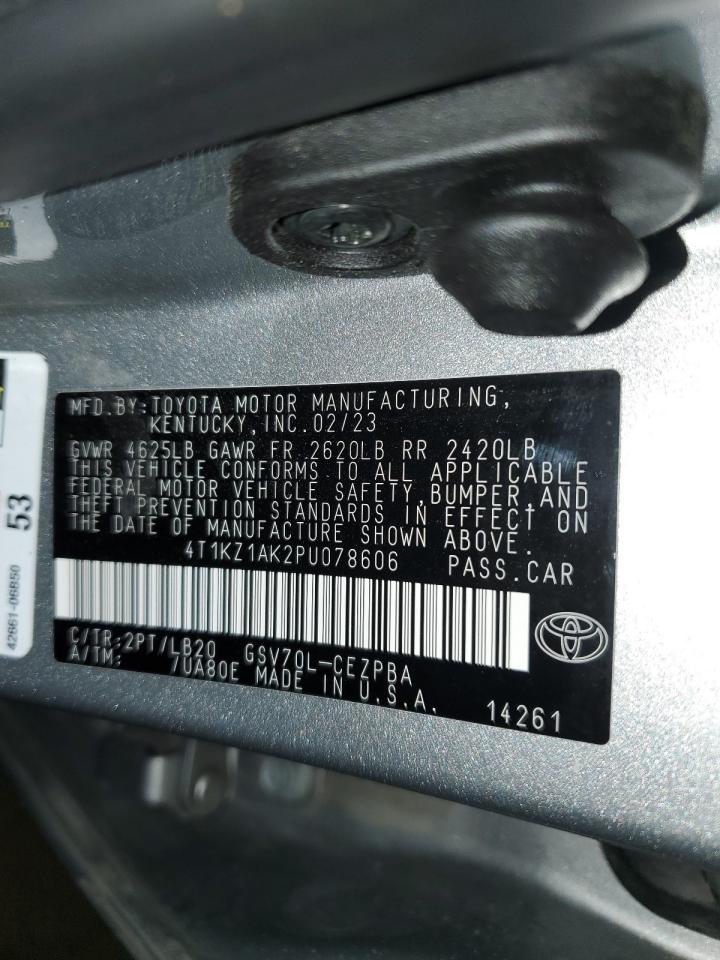 MFD.BY:TOYOTA MOTOR MANUFACTURING,
KENTUCKY,INC.02/23
GVWR 4625LB GAWR FR 2620LB RR 2420LB
THIS VEHICLE CONFORMS TO ALL APPLICABLE
FEDERAL MOTOR VEHICLE SAFETY,BUMPER,AND
THEFT PREVENTION STANDARDS IN EFFECT ON
THE DATE OF MANUFACTURE SHOWN ABOVE.
4T1KZ1AK2PU078606 PASS.CAR
C/TR:2PT/LB20 GSV70L-CEZPBA
A/TM: 7UA80E MADE IN U.S.A. 14261
53
42661-06B50